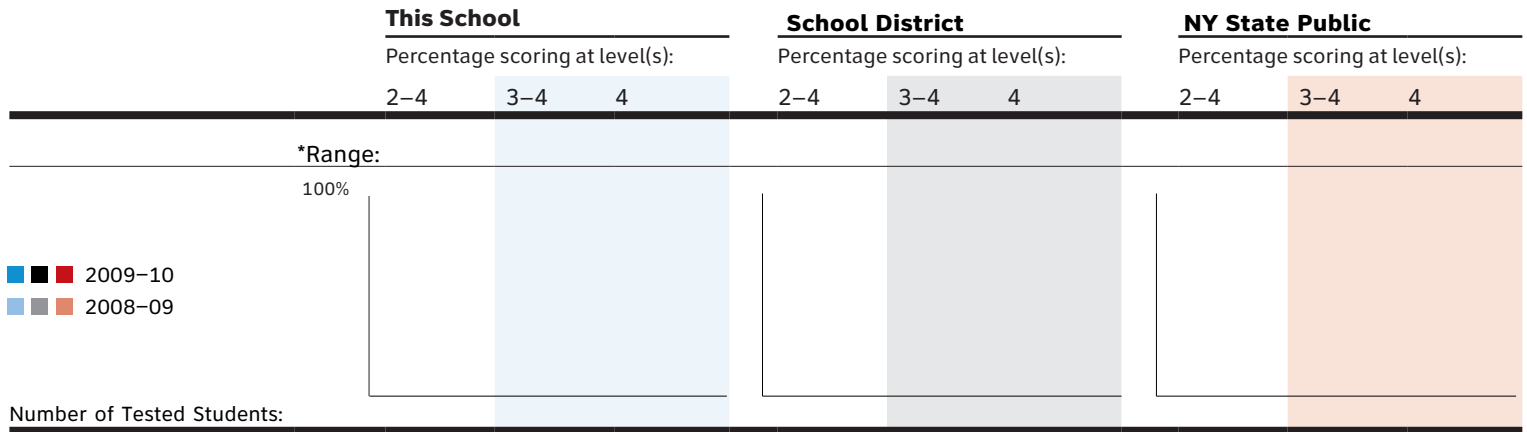 This School School District NY State Public
Percentage scoring at level(s): Percentage scoring at level(s): Percentage scoring at level(s):
2–4 3–4 4 2–4 3–4 4 2–4 3–4 4
*Range:
100%
2009–10
2008–09
Number of Tested Students: